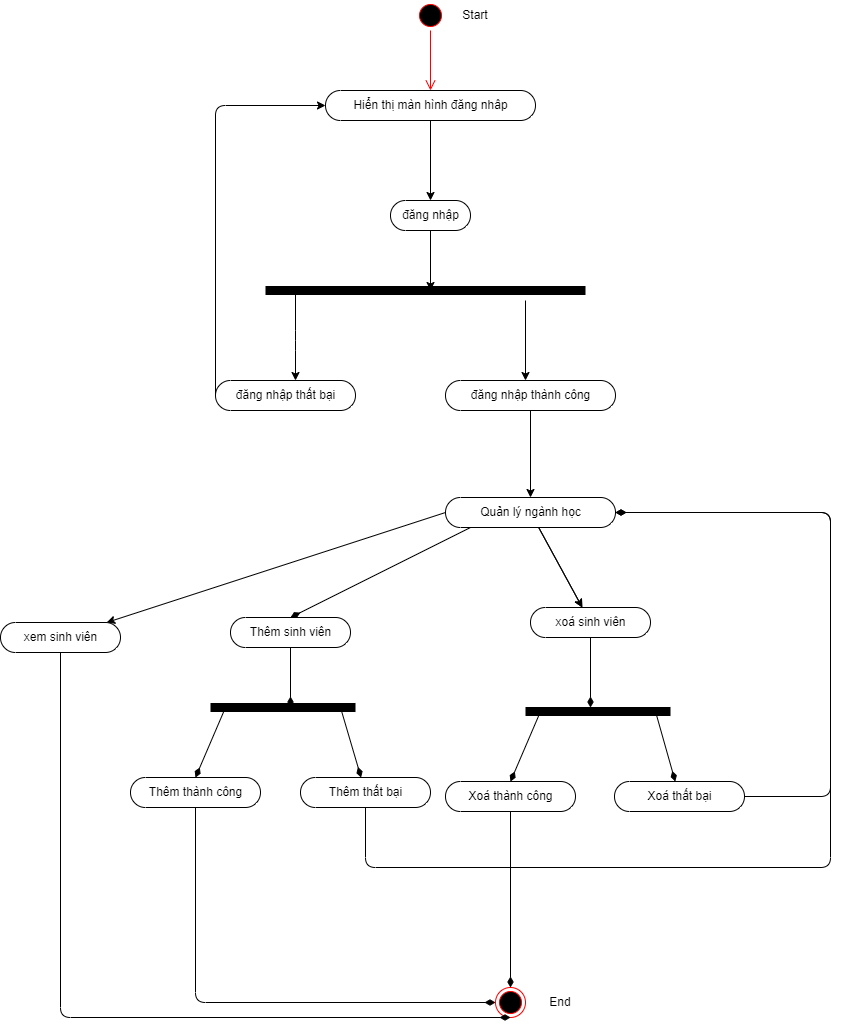 Start
Hiển thị màn hình đăng nhâp
đăng nhập
đăng nhập thất bại
đăng nhập thành công
Quản lý ngành học
xem sinh viên
Thêm sinh viên
xoá sinh viên
Thêm thành công
Thêm thất bại
Xoá thành công
Xoá thất bại
End